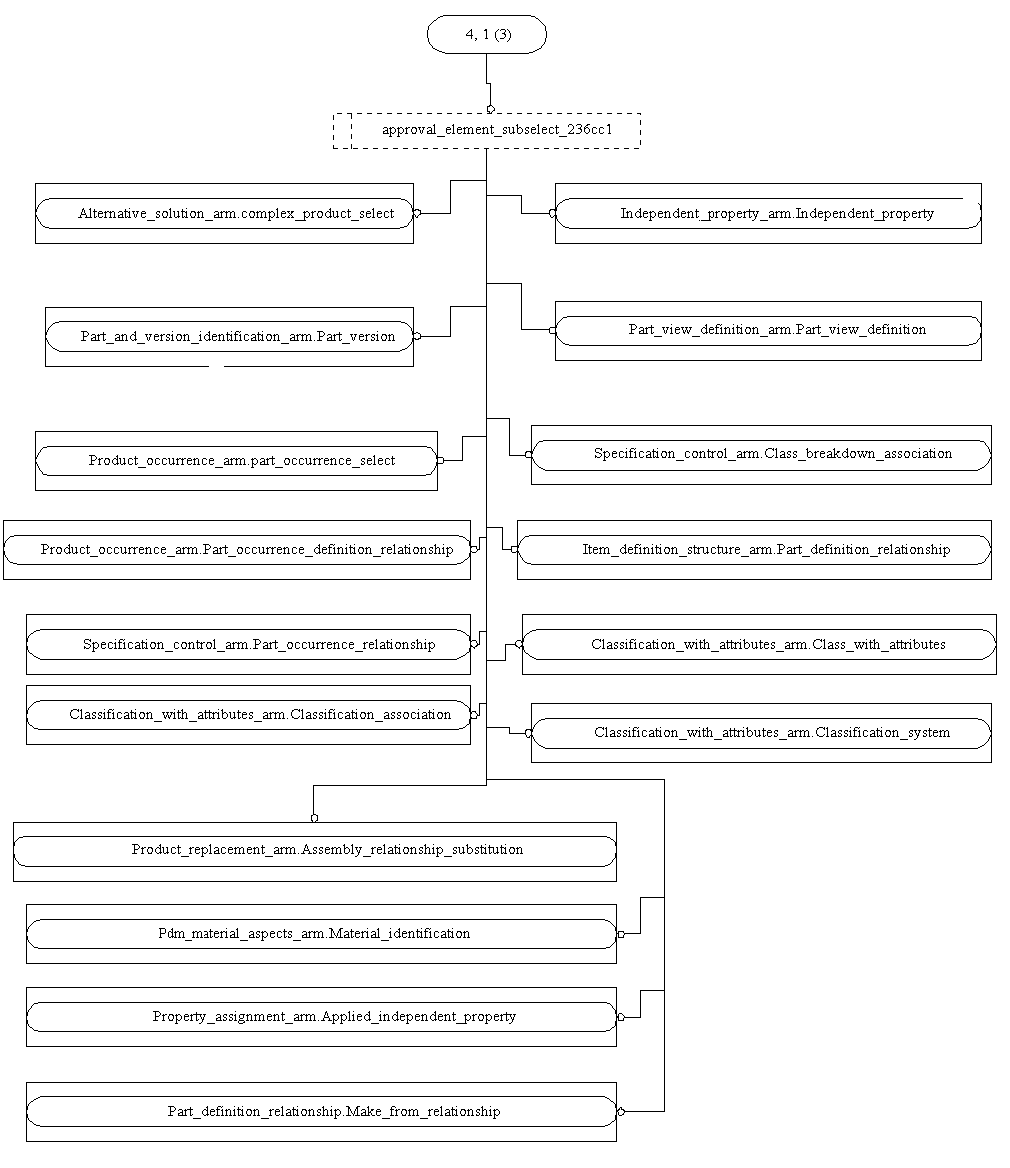 4, 1 (3)
approval_element_subselect_236cc1
Alternative_solution_arm.complex_product_select
Independent_property_arm.Independent_property
Part_and_version_identification_arm.Part_version
Part_view_definition_arm.Part_view_definition
Product_occurrence_arm.part_occurrence_select
Specification_control_arm.Class_breakdown_association
Product_occurrence_arm.Part_occurrence_definition_relationship
Item_definition_structure_arm.Part_definition_relationship
Specification_control_arm.Part_occurrence_relationship
Classification_with_attributes_arm.Class_with_attributes
Classification_with_attributes_arm.Classification_association
Classification_with_attributes_arm.Classification_system
Product_replacement_arm.Assembly_relationship_substitution
Pdm_material_aspects_arm.Material_identification
Property_assignment_arm.Applied_independent_property
Part_definition_relationship.Make_from_relationship